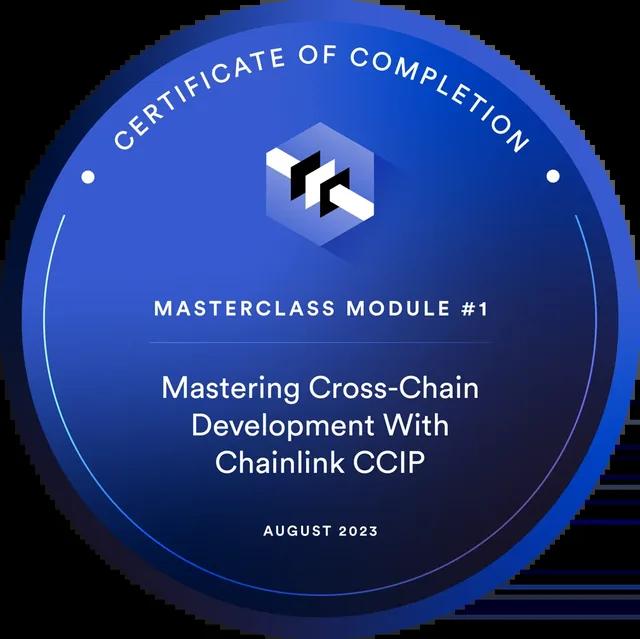 CERTIFICATE OF COMPLETION
MASTERCLASS MODULE #1
Mastering Cross-Chain
Development With
Chainlink CCIP
AUGUST 2023